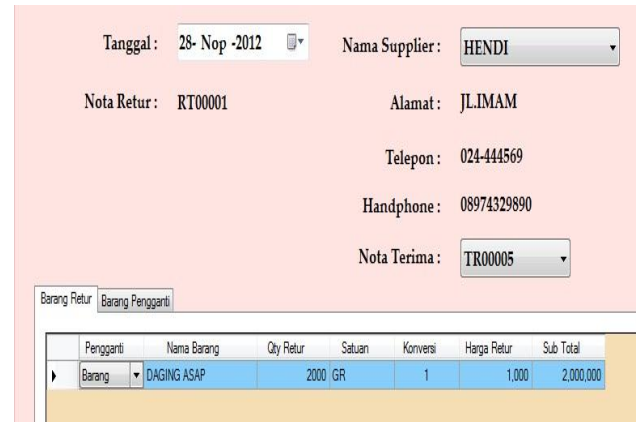 Tanggal : 28- Nop -2012 Nama Supplier : HENDI
Nota Retur : RT00001 Alamat : JL.IMAM
Telepon : 024-444569
Handphone : 08974329890
Nota Terima : TR00005
Barang Retur Barang Pengganti
Pengganti Nama Barang Qty Retur Satuan Konversi Harga Retur Sub Total
Barang DAGING ASAP 2000 GR 1 1,000 2,000,000